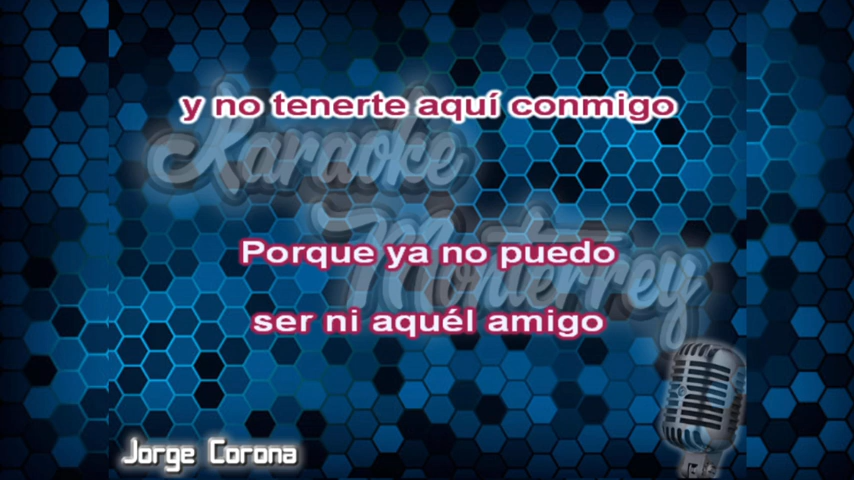 y no tenerte aquí conmigo
Karaoke
Monterrey
Porque ya no puedo
ser ni aquél amigo
Jorge Corona